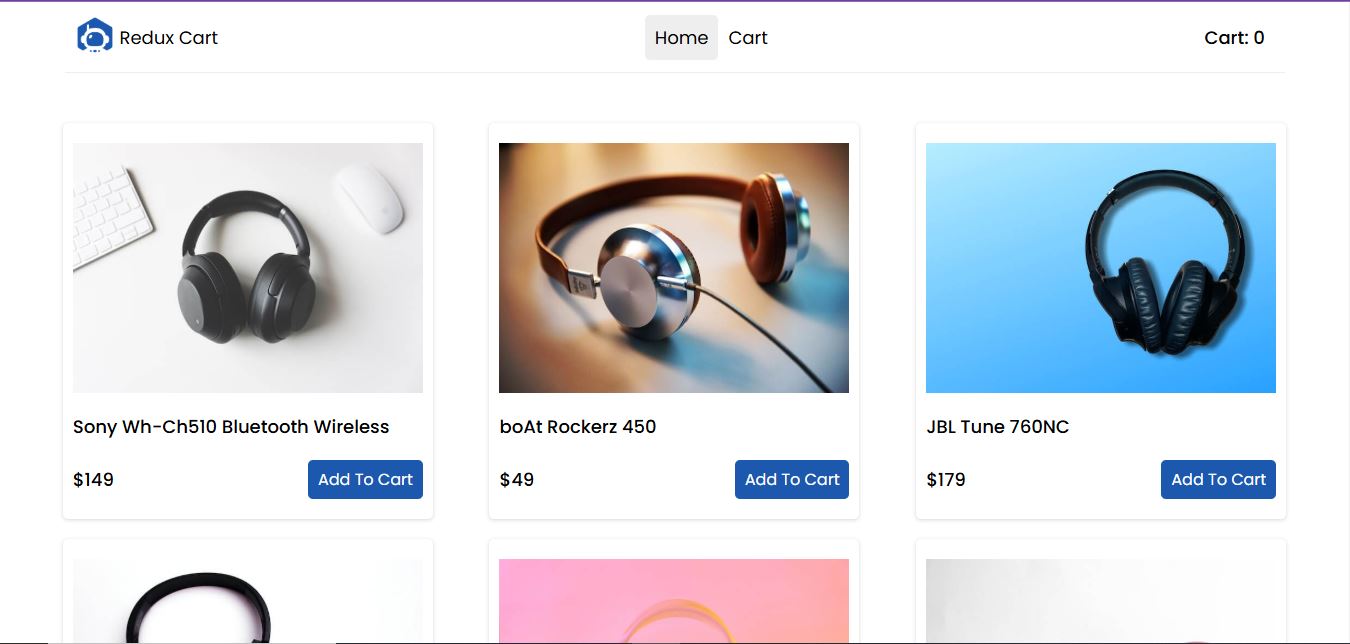 Redux Cart
Home
Cart
Cart: 0
Sony Wh-Ch510 Bluetooth Wireless
$149
Add To Cart
boAt Rockerz 450
$49
Add To Cart
JBL Tune 760NC
$179
Add To Cart